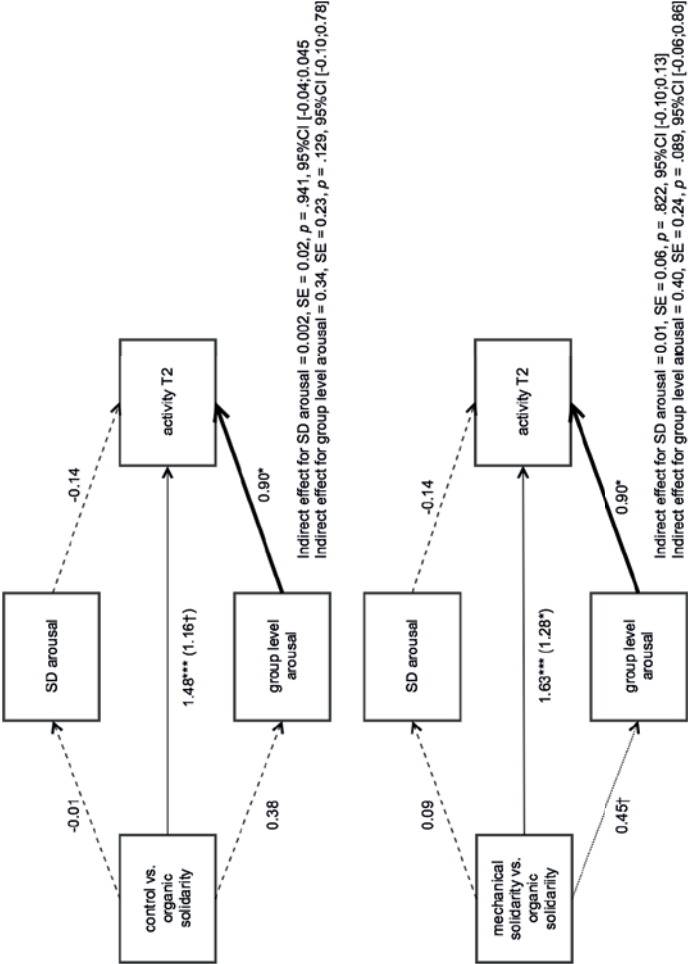 SD arousal
-0.01
-0.14
control vs.
organic
solidarity
1.48*** (1.16†)
activity T2
0.38
0.90*
group level
arousal
Indirect effect for SD arousal = 0.002, SE = 0.02, p = .941, 95%CI [-0.04;0.045
Indirect effect for group level arousal = 0.34, SE = 0.23, p = .129, 95%CI [-0.10;0.78]
SD arousal
0.09
-0.14
mechanical
solidarity vs.
organic
solidariity
1.63*** (1.28*)
activity T2
0.45†
0.90*
group level
arousal
Indirect effect for SD arousal = 0.01, SE = 0.06, p = .822, 95%CI [-0.10;0.13]
Indirect effect for group level arousal = 0.40, SE = 0.24, p = .089, 95%CI [-0.06;0.86]